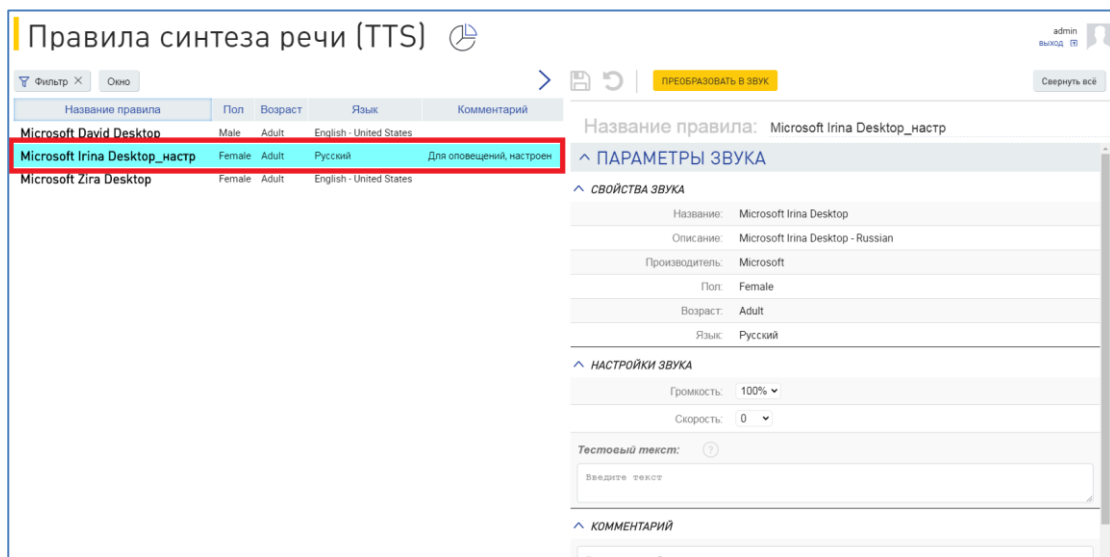 Правила синтеза речи (TTS)
admin
выход
Фильтр × Окно
ПРЕОБРАЗОВАТЬ В ЗВУК
Свернуть всё
Название правила Пол Возраст Язык Комментарий
Microsoft David Desktop Male Adult English - United States
Microsoft Irina Desktop_настр Female Adult Русский Для оповещений, настроен
Microsoft Zira Desktop Female Adult English - United States
Название правила: Microsoft Irina Desktop_настр
ПАРАМЕТРЫ ЗВУКА
СВОЙСТВА ЗВУКА
Название: Microsoft Irina Desktop
Описание: Microsoft Irina Desktop - Russian
Производитель: Microsoft
Пол: Female
Возраст: Adult
Язык: Русский
НАСТРОЙКИ ЗВУКА
Громкость: 100%
Скорость: 0
Тестовый текст: ?
Введите текст
КОММЕНТАРИЙ